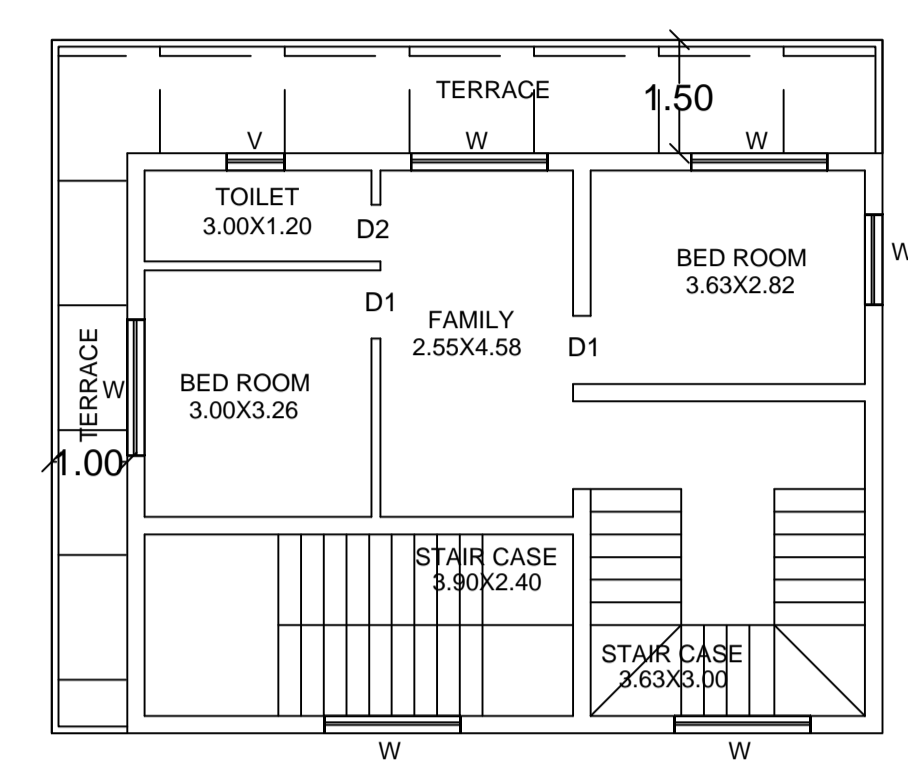 TERRACE
1.50
V
W
W
TOILET
3.00X1.20
D2
BED ROOM
3.63X2.82
W
D1
FAMILY
2.55X4.58
D1
TERRACE
W
BED ROOM
3.00X3.26
1.00
STAIR CASE
3.90X2.40
STAIR CASE
3.63X3.00
W
W